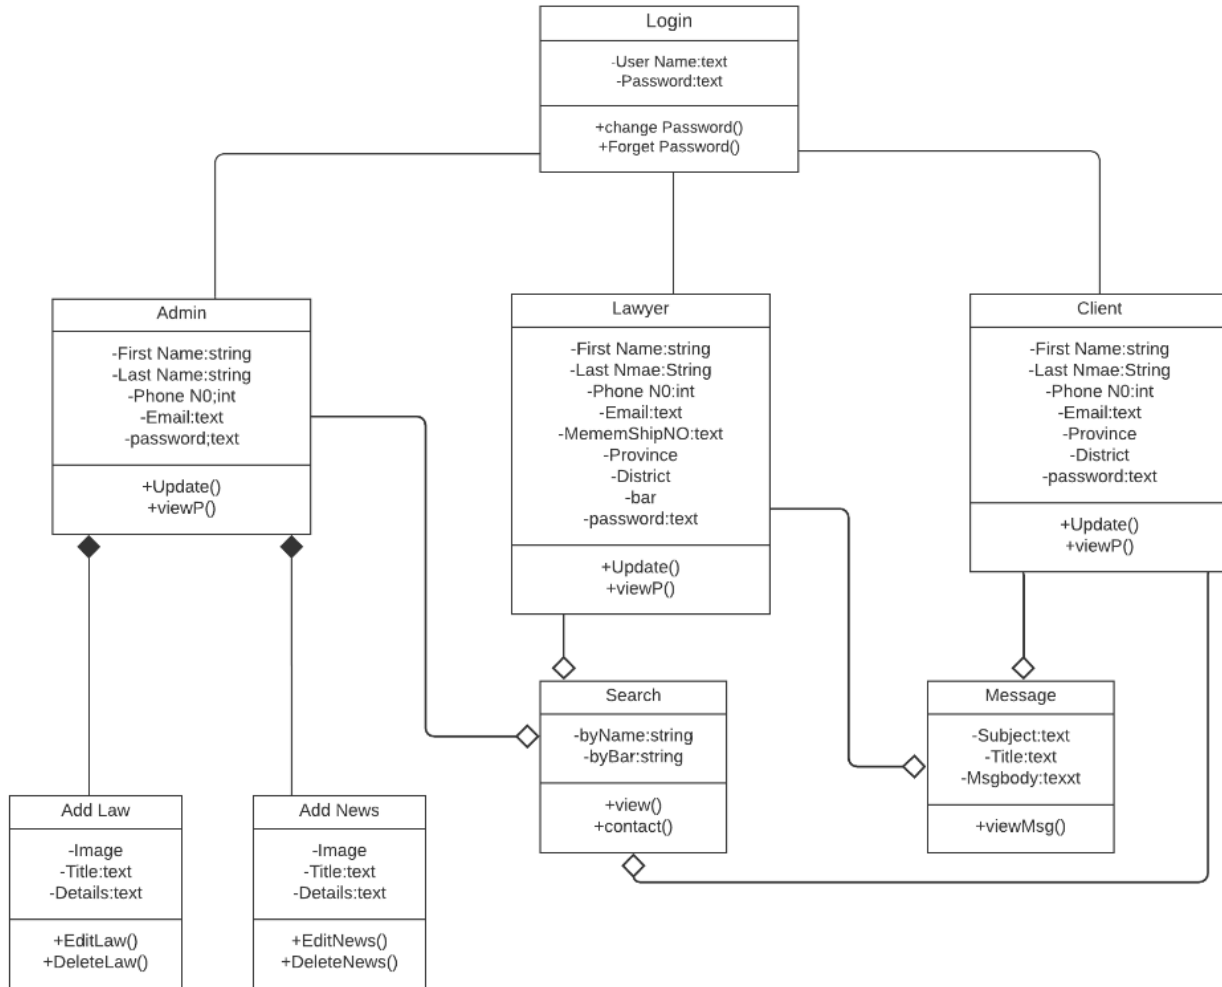 Login
-User Name:text
-Password:text
+change Password()
+Forget Password()
Admin
-First Name:string
-Last Name:string
-Phone N0;int
-Email:text
-password;text
+Update()
+viewP()
Lawyer
-First Name:string
-Last Nmae:String
-Phone N0:int
-Email:text
-MememShipNO:text
-Province
-District
-bar
-password:text
+Update()
+viewP()
Client
-First Name:string
-Last Nmae:String
-Phone N0:int
-Email:text
-Province
-District
-password:text
+Update()
+viewP()
Search
-byName:string
-byBar:string
+view()
+contact()
Message
-Subject:text
-Title:text
-Msgbody:texxt
+viewMsg()
Add Law
-Image
-Title:text
-Details:text
+EditLaw()
+DeleteLaw()
Add News
-Image
-Title:text
-Details:text
+EditNews()
+DeleteNews()